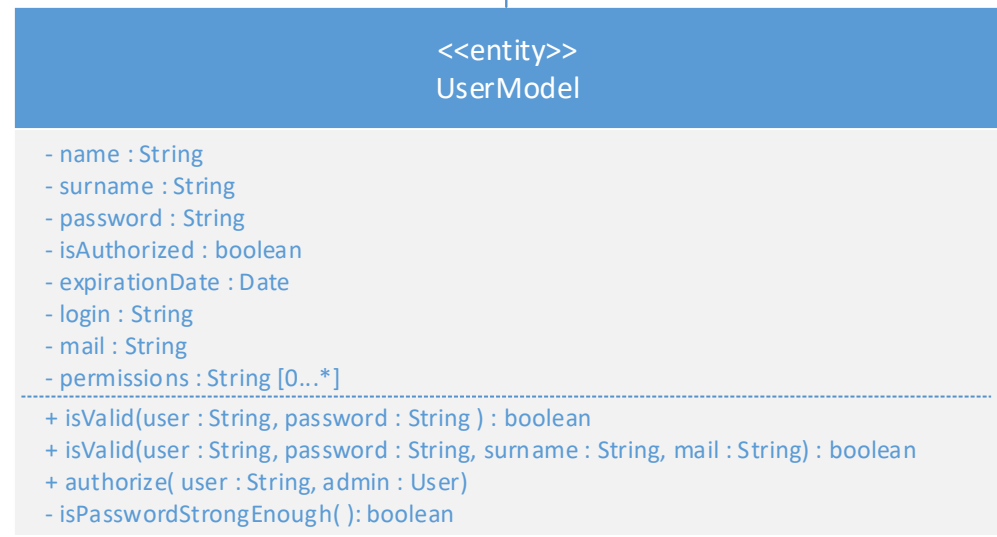 <<entity>>
UserModel
- name : String
- surname : String
- password : String
- isAuthorized : boolean
- expirationDate : Date
- login : String
- mail : String
- permissions : String [0...*]
+ isValid(user : String, password : String ) : boolean
+ isValid(user : String, password : String, surname : String, mail : String) : boolean
+ authorize( user : String, admin : User)
- isPasswordStrongEnough( ): boolean